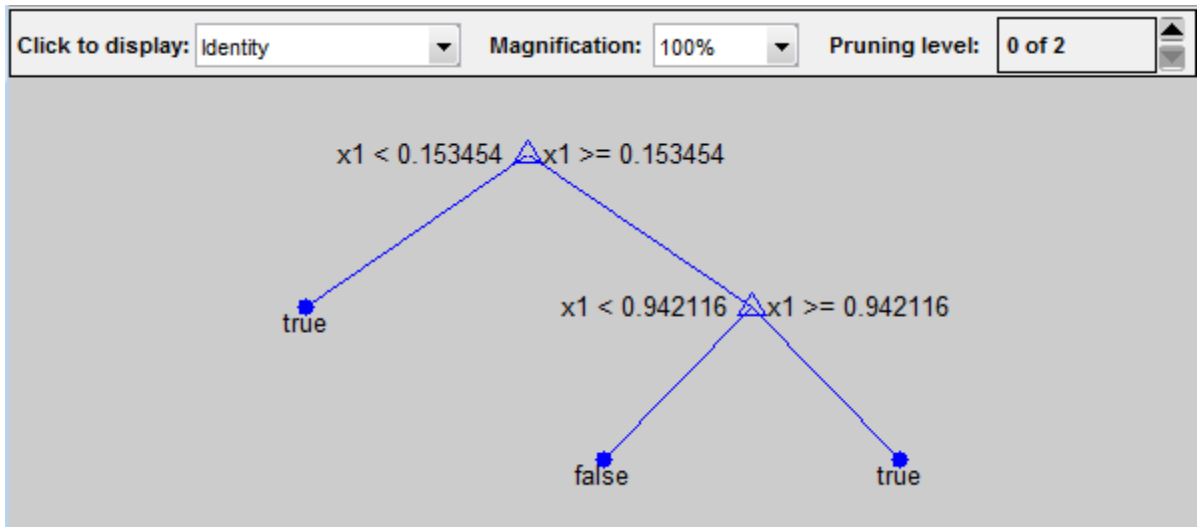 Click to display: Identity Magnification: 100% Pruning level: 0 of 2
x1 < 0.153454 x1 >= 0.153454
true
x1 < 0.942116 x1 >= 0.942116
false true